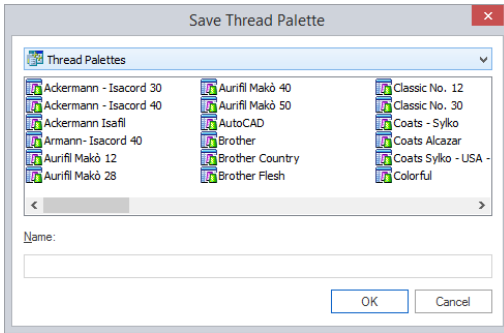 Save Thread Palette
Thread Palettes
Ackermann - Isacord 30
Ackermann - Isacord 40
Ackermann Isafil
Armann- Isacord 40
Aurifil Makò 12
Aurifil Makò 28
Aurifil Makò 40
Aurifil Makò 50
AutoCAD
Brother
Brother Country
Brother Flesh
Classic No. 12
Classic No. 30
Coats - Sylko
Coats Alcazar
Coats Sylko - USA -
Colorful
Name:
OK
Cancel